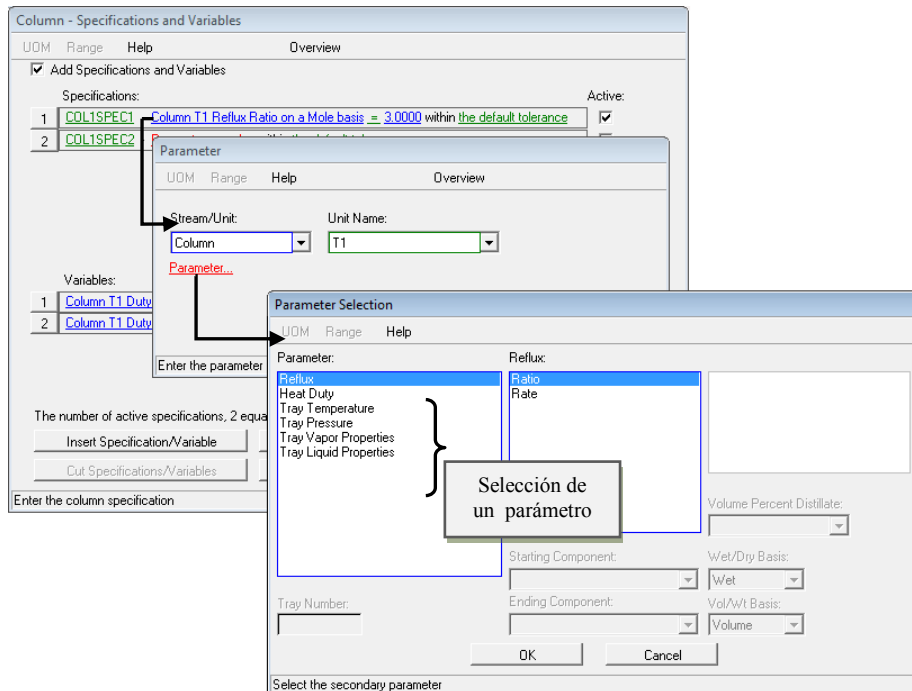 Column - Specifications and Variables
UOM Range Help Overview
Add Specifications and Variables
Specifications: Active:
1 COL1SPEC1 - Column T1 Reflux Ratio on a Mole basis = 3.0000 within the default tolerance
2 COL1SPEC2 -
Parameter
UOM Range Help Overview
Stream/Unit: Unit Name:
Column T1
Parameter...
Variables:
1 Column T1 Duty
2 Column T1 Duty
Enter the parameter
Parameter Selection
UOM Range Help
Parameter: Reflux:
Reflux Ratio
Heat Duty Rate
Tray Temperature
Tray Pressure
Tray Vapor Properties
Tray Liquid Properties
Selección de
un parámetro
The number of active specifications, 2 equa
Insert Specification/Variable
Cut Specifications/Variables
Enter the column specification
Volume Percent Distillate:
Starting Component: Wet/Dry Basis:
Wet
Tray Number: Ending Component: Vol/Wt Basis:
Volume
OK Cancel
Select the secondary parameter